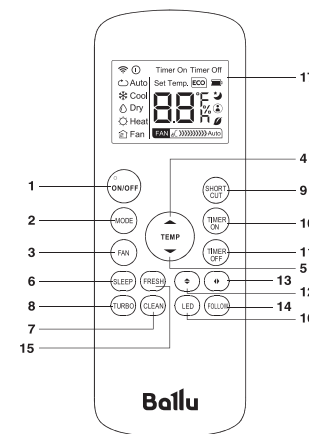 Timer On Timer Off
Auto Set Temp. ECO
Cool
Dry
Heat
Fan FAN Auto
88 °F % h
17
4
1 ON/OFF
SHORT CUT 9
2 MODE
TEMP
TIMER ON 10
3 FAN
TIMER OFF 11
5
6 SLEEP FRESH 13
12
8 TURBO CLEAN LED FOLLOW 14
7 16
15
Ballu